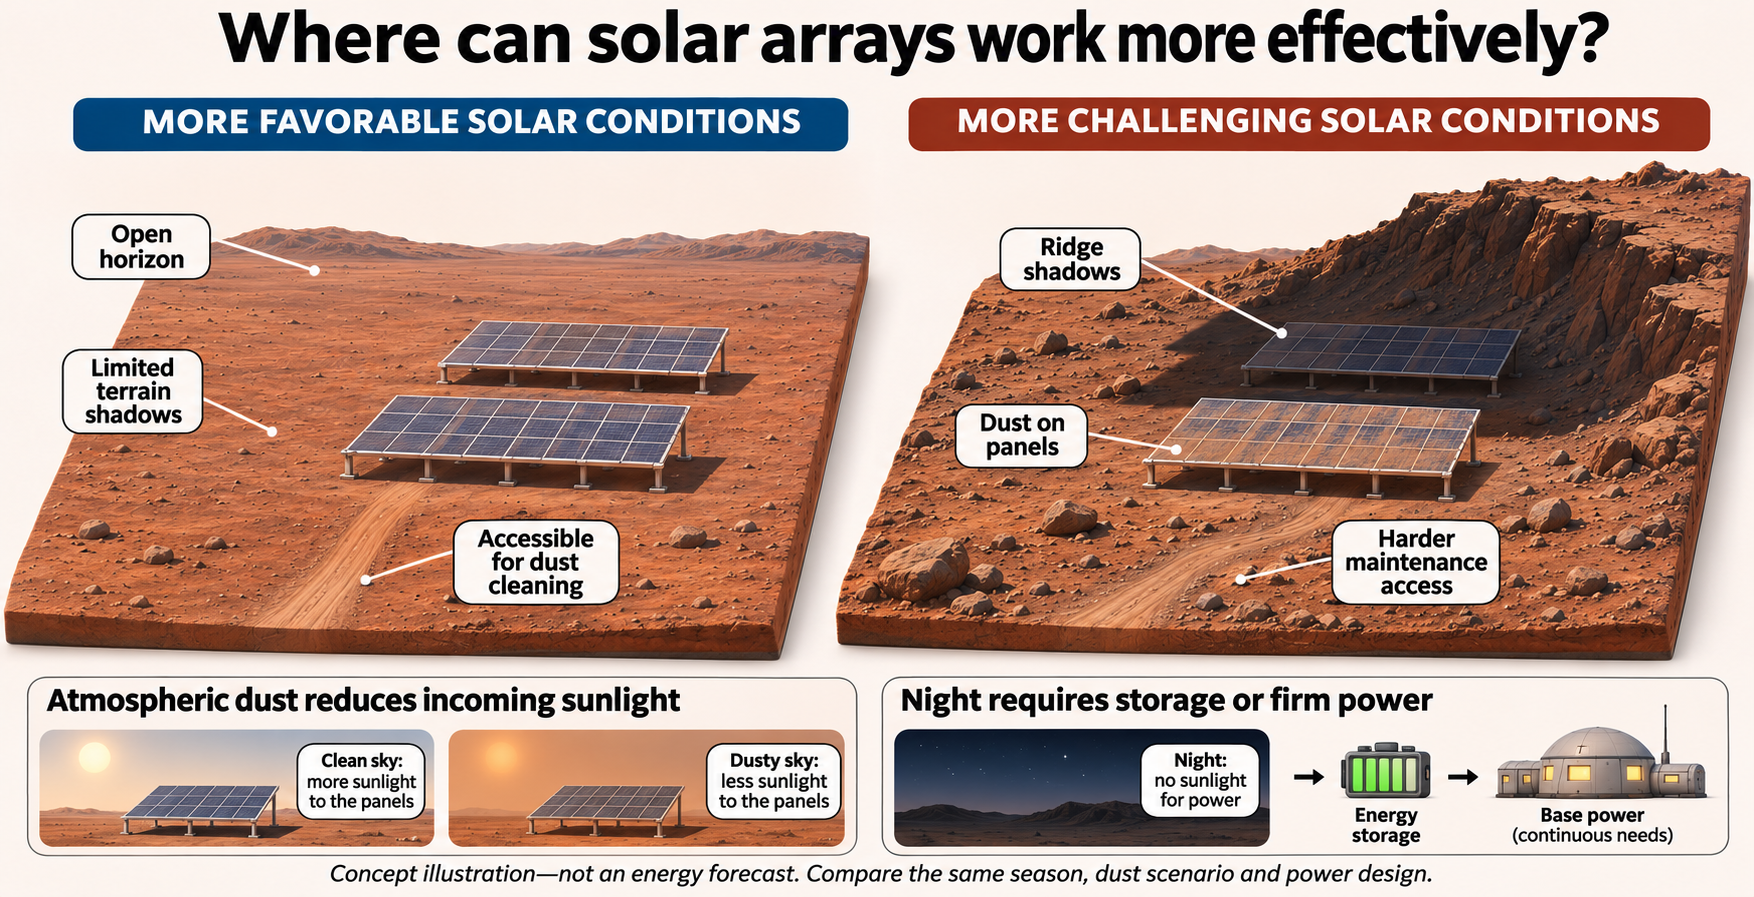 Where can solar arrays work more effectively?
MORE FAVORABLE SOLAR CONDITIONS
Open
horizon
Limited
terrain
shadows
Accessible
for dust
cleaning
MORE CHALLENGING SOLAR CONDITIONS
Ridge
shadows
Dust on
panels
Harder
maintenance
access
Atmospheric dust reduces incoming sunlight
Clean sky:
more sunlight
to the panels
Dusty sky:
less sunlight
to the panels
Night requires storage or firm power
Night:
no sunlight
for power
Energy
storage
Base power
(continuous needs)
Concept illustration—not an energy forecast. Compare the same season, dust scenario and power design.